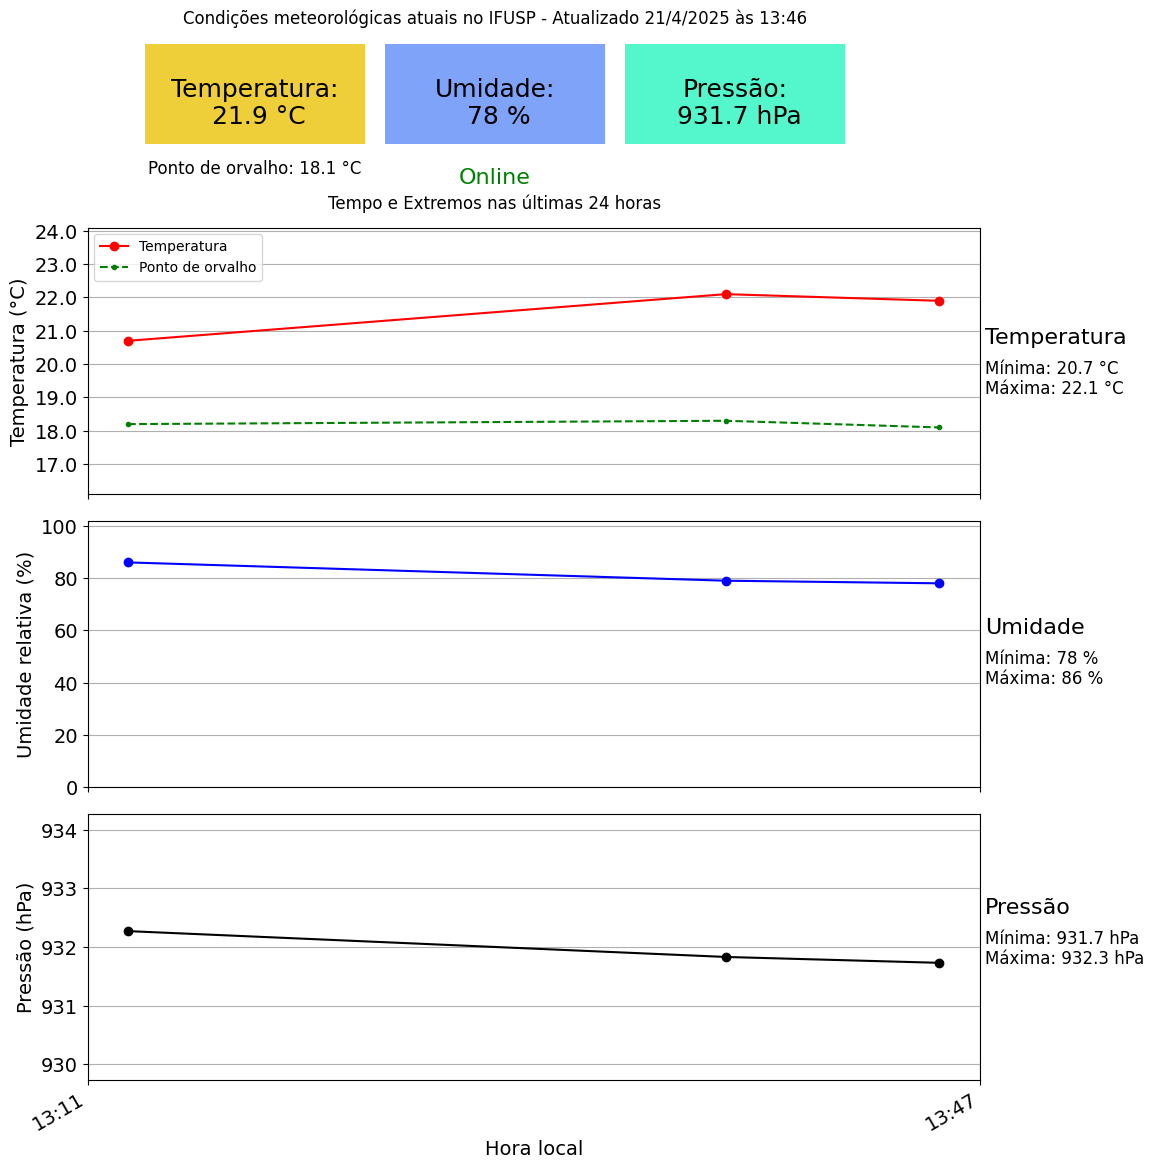 Condições meteorológicas atuais no IFUSP - Atualizado 21/4/2025 às 13:46
Temperatura:
21.9 °C
Umidade:
78 %
Pressão:
931.7 hPa
Ponto de orvalho: 18.1 °C
Online
Tempo e Extremos nas últimas 24 horas
Temperatura (°C)
24.0
23.0
22.0
21.0
20.0
19.0
18.0
17.0
Temperatura
Ponto de orvalho
Temperatura
Mínima: 20.7 °C
Máxima: 22.1 °C
Umidade relativa (%)
100
80
60
40
20
0
Umidade
Mínima: 78 %
Máxima: 86 %
Pressão (hPa)
934
933
932
931
930
Pressão
Mínima: 931.7 hPa
Máxima: 932.3 hPa
13:11
13:47
Hora local